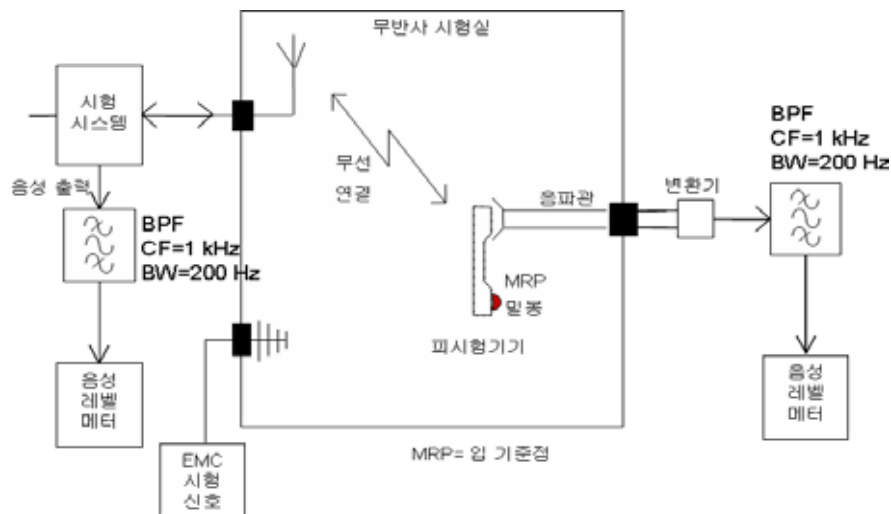 무반사 시험실
시험
시스템
음성 출력
BPF
CF=1 kHz
BW=200 Hz
음성
레벨
메터
무선
연결
음파관
변환기
BPF
CF=1 kHz
BW=200 Hz
MRP
밀봉
피시험기기
음성
레벨
메터
EMC
시험
신호
MRP= 입 기준점